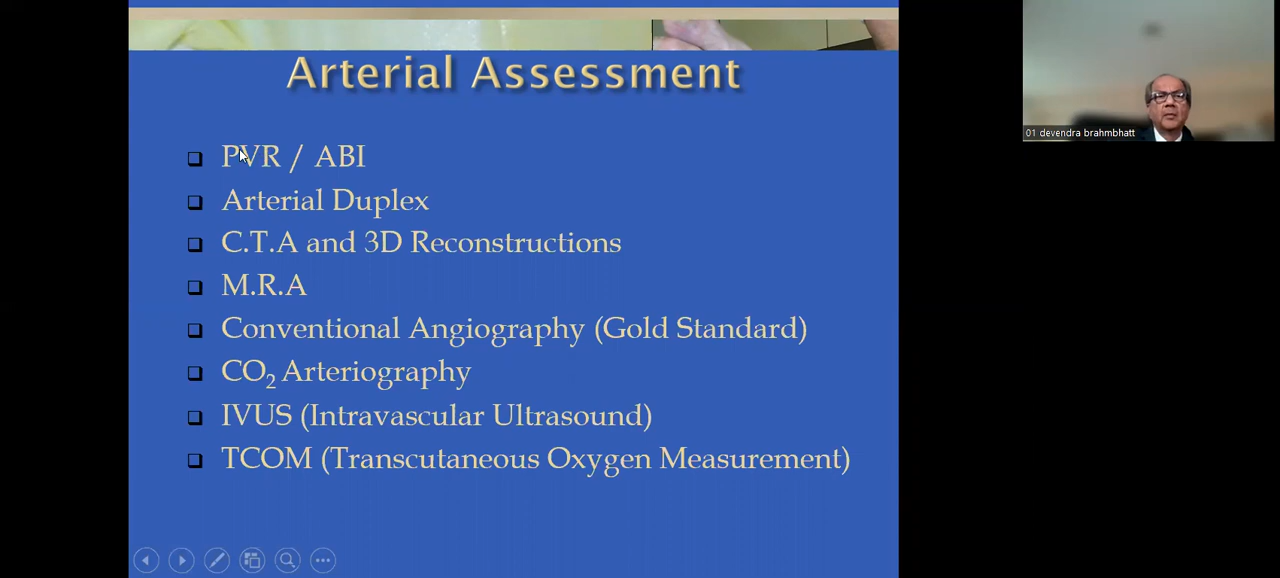 Arterial Assessment
PVR / ABI
Arterial Duplex
C.T.A and 3D Reconstructions
M.R.A
Conventional Angiography (Gold Standard)
CO₂ Arteriography
IVUS (Intravascular Ultrasound)
TCOM (Transcutaneous Oxygen Measurement)
01 devendra brahmbhatt